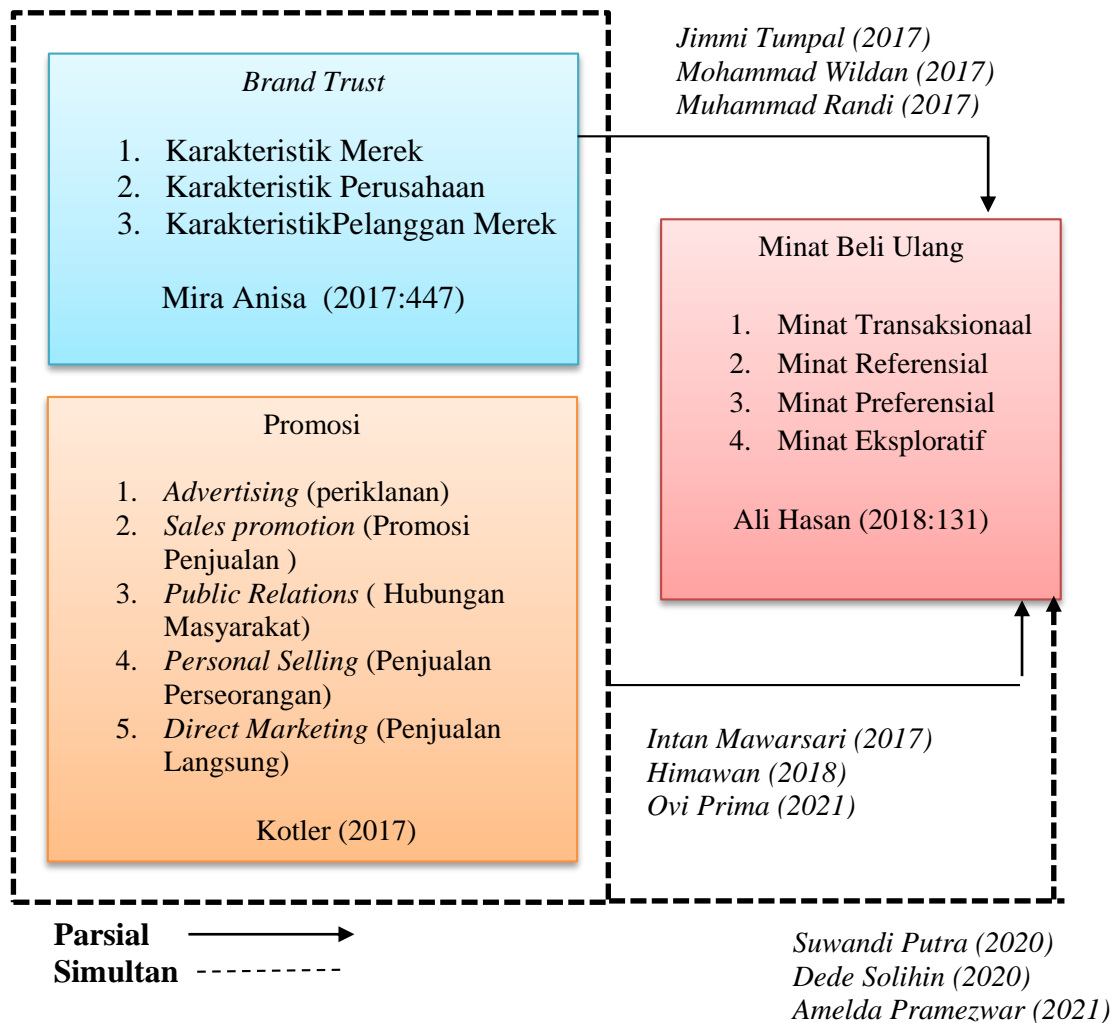 Brand Trust
1. Karakteristik Merek
2. Karakteristik Perusahaan
3. KarakteristikPelanggan Merek
Mira Anisa (2017:447)
Jimmi Tumpal (2017)
Mohammad Wildan (2017)
Muhammad Randi (2017)
Minat Beli Ulang
1. Minat Transaksionaal
2. Minat Referensial
3. Minat Preferensial
4. Minat Eksploratif
Ali Hasan (2018:131)
Promosi
1. Advertising (periklanan)
2. Sales promotion (Promosi
Penjualan )
3. Public Relations ( Hubungan
Masyarakat)
4. Personal Selling (Penjualan
Perseorangan)
5. Direct Marketing (Penjualan
Langsung)
Kotler (2017)
Intan Mawarsari (2017)
Himawan (2018)
Ovi Prima (2021)
Parsial
Simultan
Suwandi Putra (2020)
Dede Solihin (2020)
Amelda Pramezwar (2021)